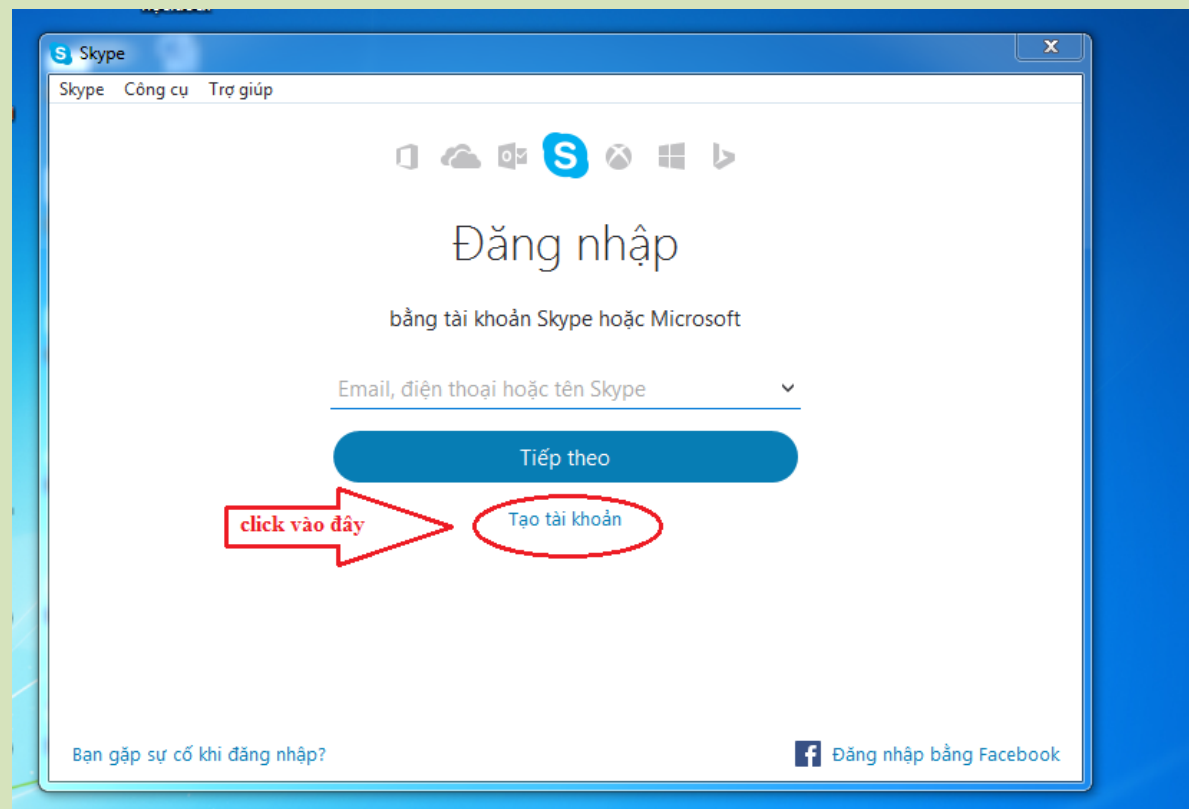 Skype
Skype Công cụ Trợ giúp
Đăng nhập
bằng tài khoản Skype hoặc Microsoft
Email, điện thoại hoặc tên Skype
Tiếp theo
click vào đây
Tạo tài khoản
Bạn gặp sự cố khi đăng nhập?
Đăng nhập bằng Facebook